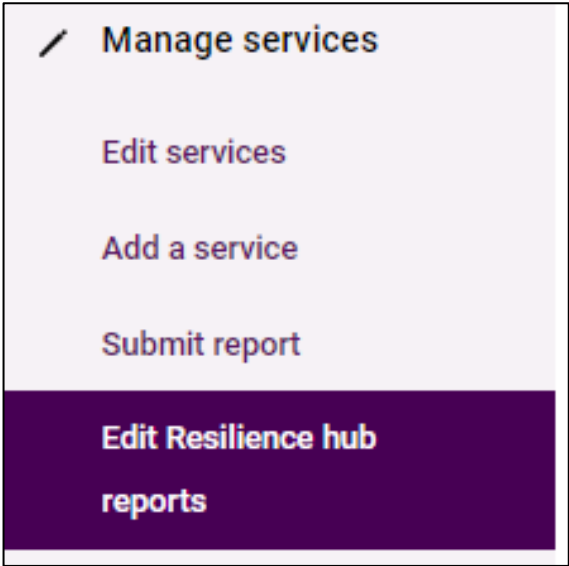 Manage services
Edit services
Add a service
Submit report
Edit Resilience hub
reports